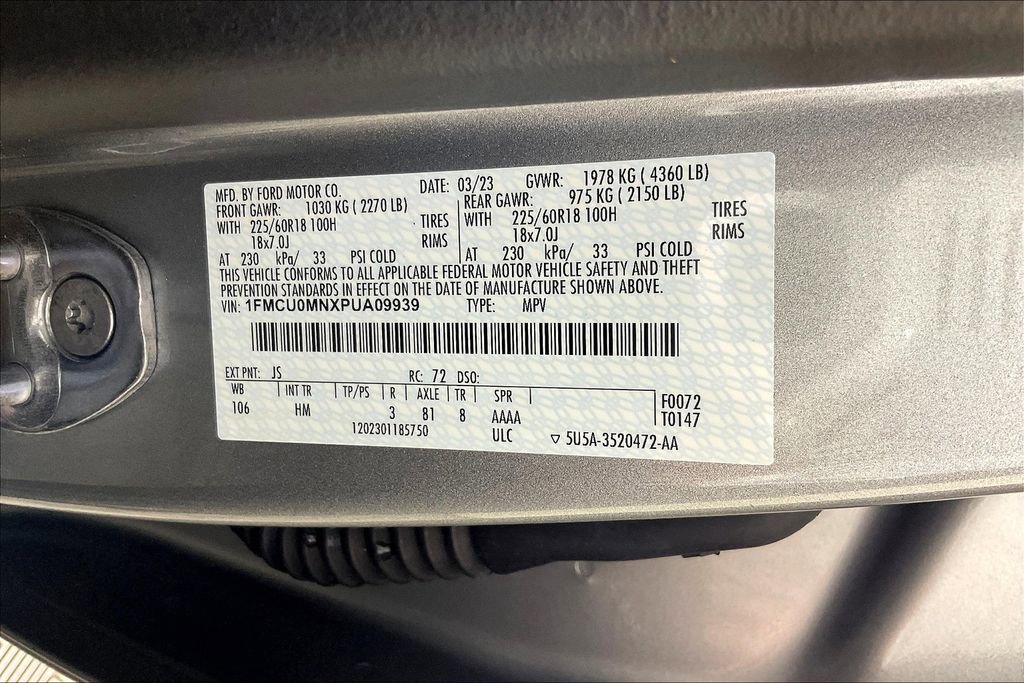 MFD. BY FORD MOTOR CO. DATE: 03/23 GVWR: 1978 KG ( 4360 LB)
FRONT GAWR: 1030 KG ( 2270 LB) REAR GAWR: 975 KG ( 2150 LB)
WITH 225/60R18 100H TIRES WITH 225/60R18 100H TIRES
18x7.0J RIMS 18x7.0J RIMS
AT 230 kPa/ 33 PSI COLD AT 230 kPa/ 33 PSI COLD
THIS VEHICLE CONFORMS TO ALL APPLICABLE FEDERAL MOTOR VEHICLE SAFETY AND THEFT
PREVENTION STANDARDS IN EFFECT ON THE DATE OF MANUFACTURE SHOWN ABOVE.
VIN: 1FMCU0MNXPUA09939 TYPE: MPV
EXT PNT: JS RC: 72 DSO:
WB INT TR TP/PS R AXLE TR SPR F0072
106 HM 3 81 8 AAAA T0147
1202301185750 ULC ▽ 5U5A-3520472-AA